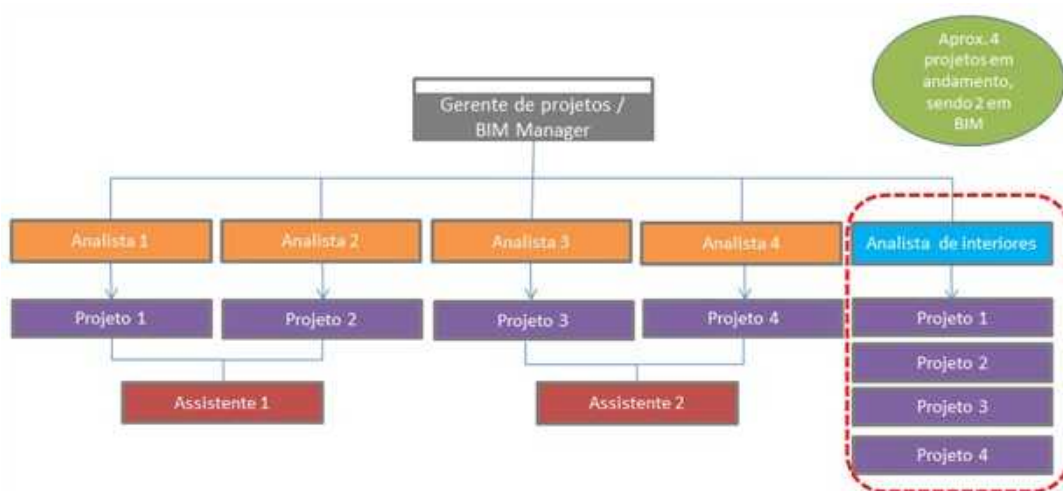 Aprox. 4
projetos em
andamento,
sendo 2 em
BIM
Gerente de projetos /
BIM Manager
Analista 1
Analista 2
Analista 3
Analista 4
Analista de interiores
Projeto 1
Projeto 2
Projeto 3
Projeto 4
Projeto 1
Projeto 2
Projeto 3
Projeto 4
Assistente 1
Assistente 2